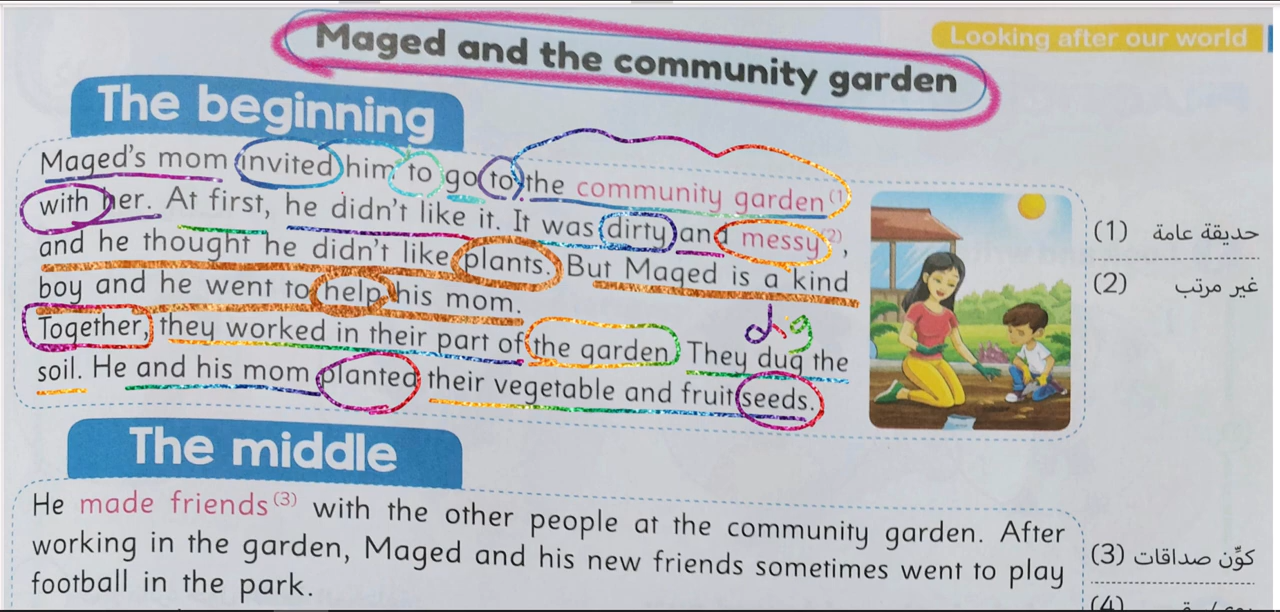 Looking after our world
Maged and the community garden
The beginning
Maged's mom invited him to go to the community garden (1)
with her. At first, he didn't like it. It was dirty and messy (2),
and he thought he didn't like plants. But Maged is a kind
boy and he went to help his mom.
dig
Together, they worked in their part of the garden. They dug the
soil. He and his mom planted their vegetable and fruit seeds.
(1) حديقة عامة
(2) غير مرتب
The middle
He made friends (3) with the other people at the community garden. After
working in the garden, Maged and his new friends sometimes went to play
football in the park.
(3) كوِّن صداقات
(4)